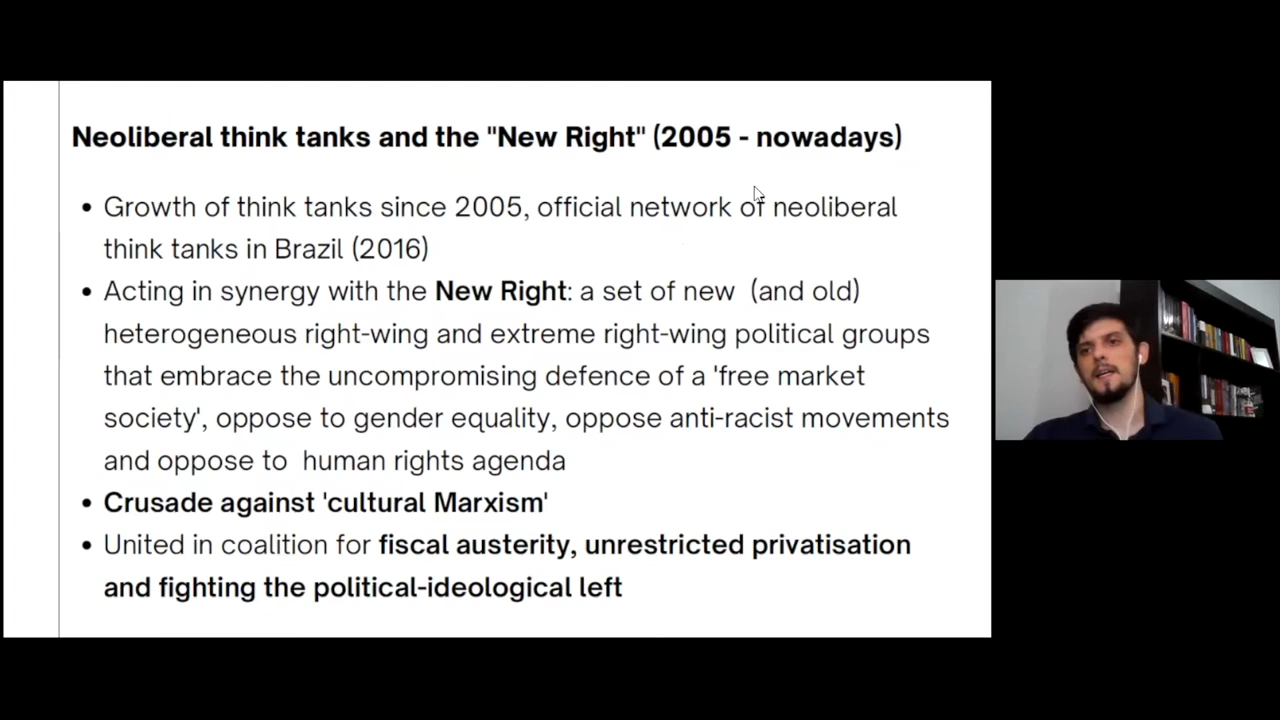 Neoliberal think tanks and the "New Right" (2005 - nowadays)
• Growth of think tanks since 2005, official network of neoliberal
think tanks in Brazil (2016)
• Acting in synergy with the New Right: a set of new (and old)
heterogeneous right-wing and extreme right-wing political groups
that embrace the uncompromising defence of a 'free market
society', oppose to gender equality, oppose anti-racist movements
and oppose to human rights agenda
• Crusade against 'cultural Marxism'
• United in coalition for fiscal austerity, unrestricted privatisation
and fighting the political-ideological left